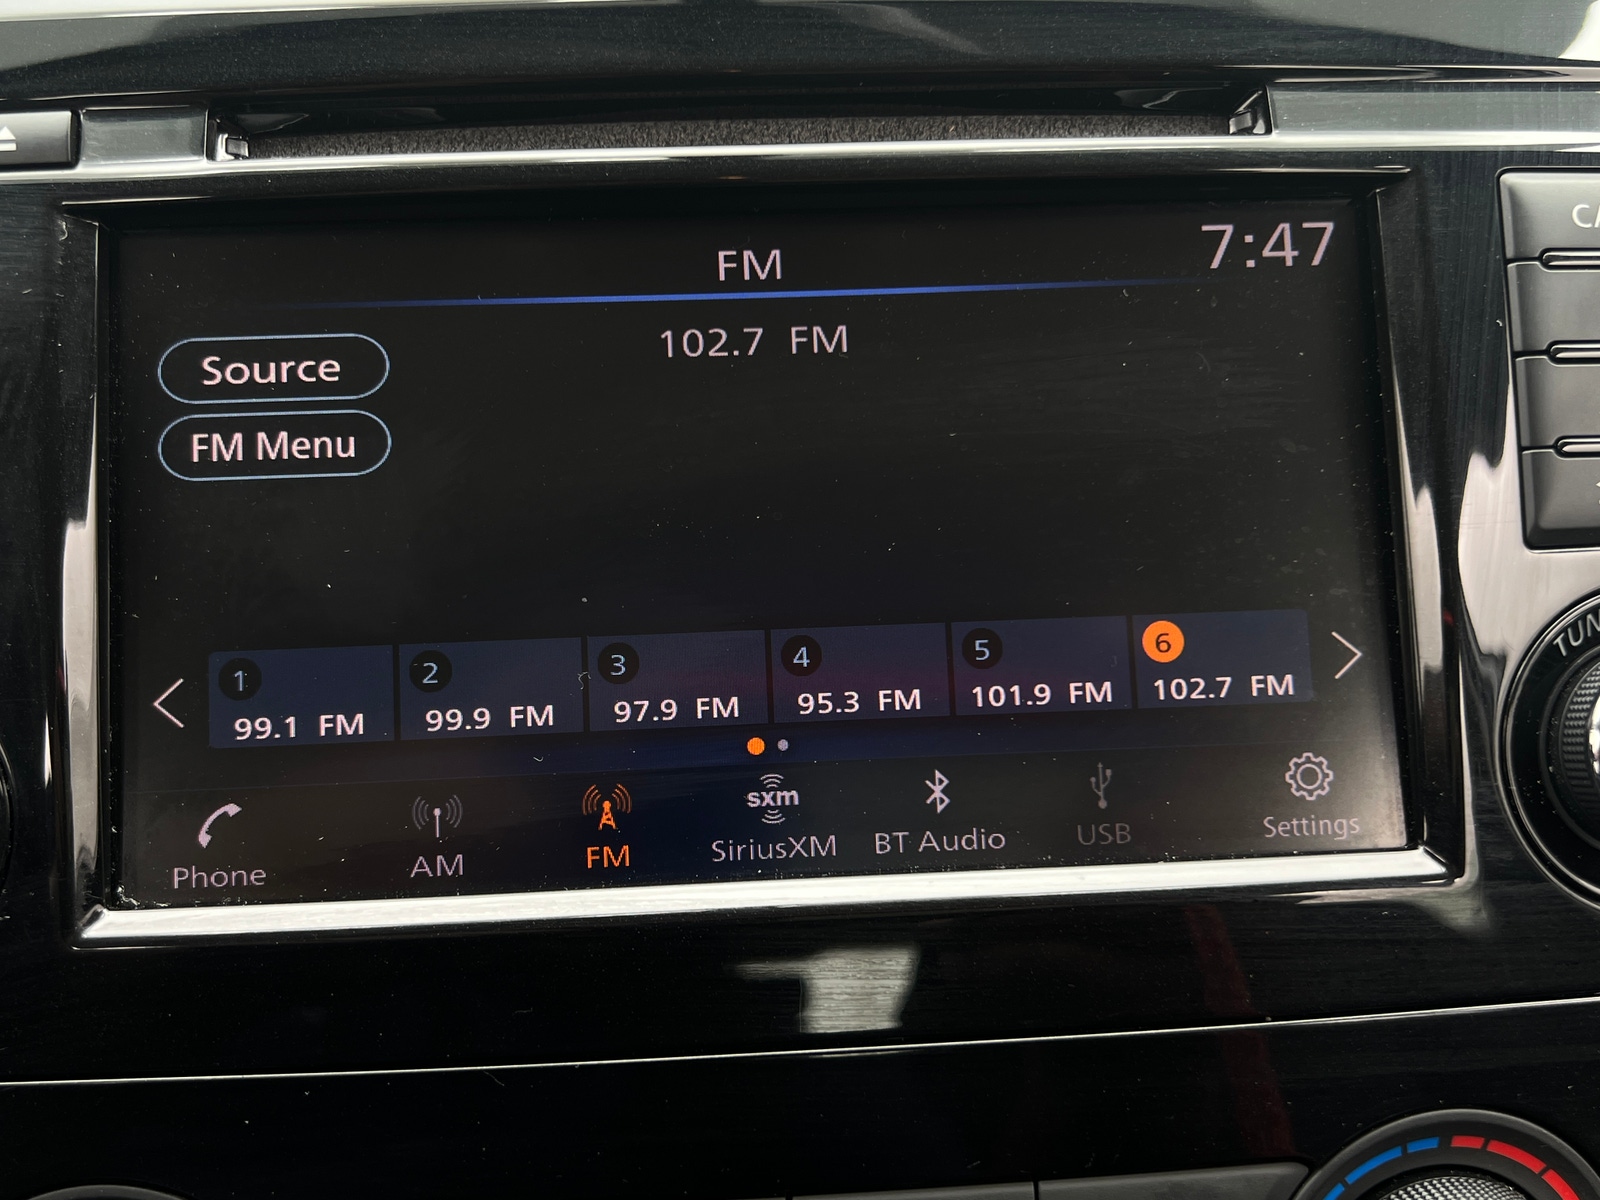 FM
7:47
102.7 FM
Source
FM Menu
1
99.1 FM
2
99.9 FM
3
97.9 FM
4
95.3 FM
5
101.9 FM
6
102.7 FM
Phone
AM
FM
sxm
SiriusXM
BT Audio
USB
Settings